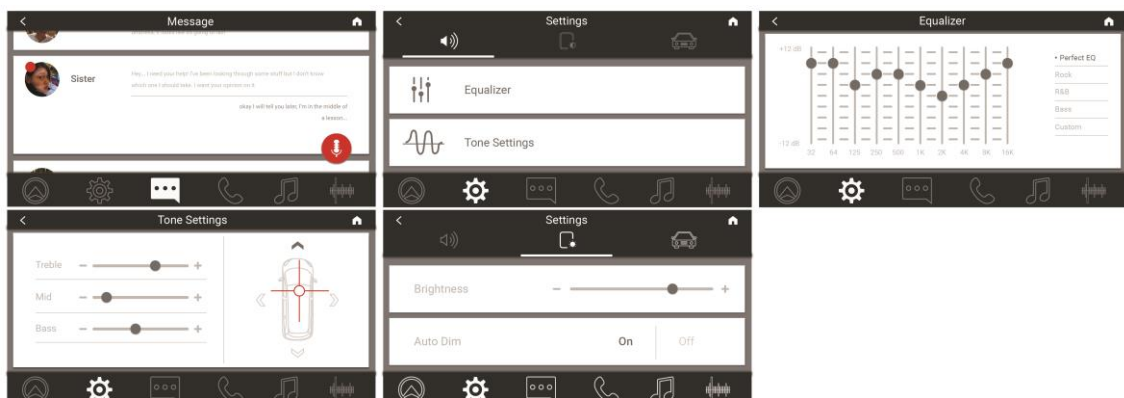 Message
Sister
Hey... I need your help! I've been looking through some stuff but I don't know
which one I should take. I want your opinion on it.
okay I will tell you later, I'm in the middle of
a lesson...
Settings
Equalizer
Tone Settings
Equalizer
+12 dB
-12 dB
32 64 125 250 500 1K 2K 4K 8K 16K
• Perfect EQ
Rock
R&B
Bass
Custom
Tone Settings
Treble - +
Mid - +
Bass - +
Settings
Brightness - +
Auto Dim On Off